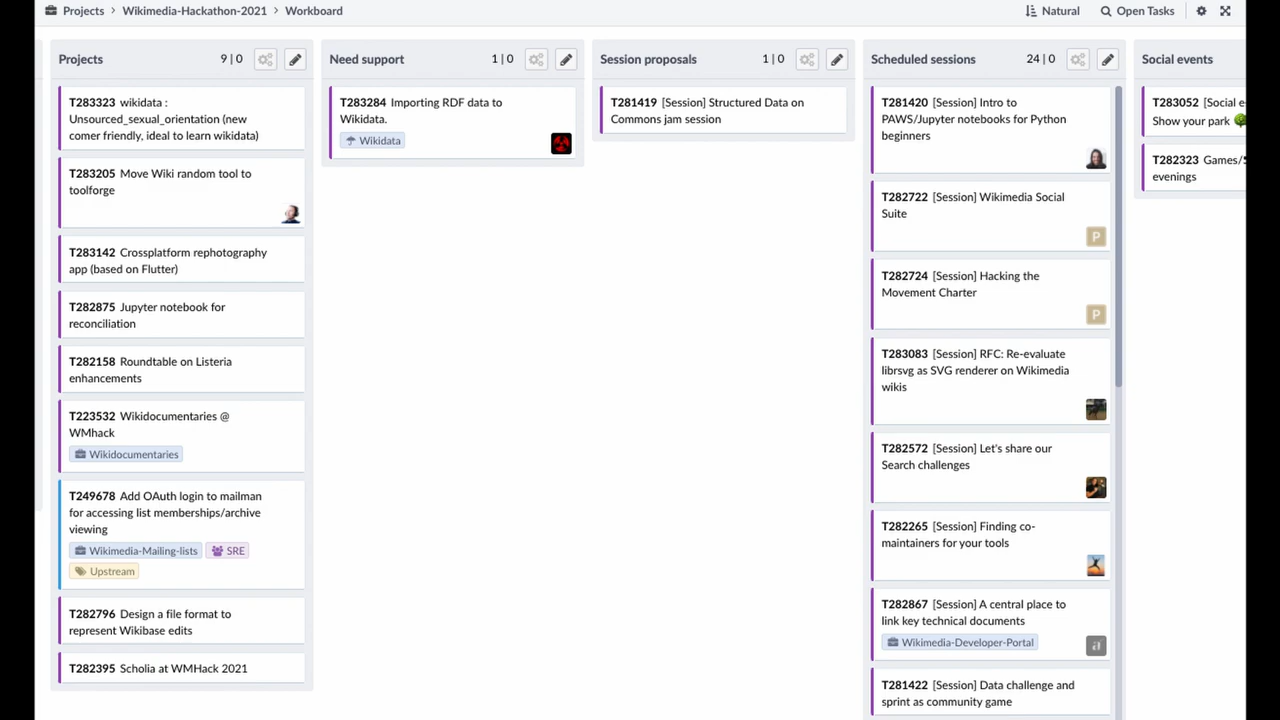 Projects > Wikimedia-Hackathon-2021 > Workboard
Natural
Open Tasks
Projects
9 | 0
T283323 wikidata :
Unsourced_sexual_orientation (new
comer friendly, ideal to learn wikidata)
T283205 Move Wiki random tool to
toolforge
T283142 Crossplatform rephotography
app (based on Flutter)
T282875 Jupyter notebook for
reconciliation
T282158 Roundtable on Listeria
enhancements
T223532 Wikidocumentaries @
WMhack
Wikidocumentaries
T249678 Add OAuth login to mailman
for accessing list memberships/archive
viewing
Wikimedia-Mailing-lists
SRE
Upstream
T282796 Design a file format to
represent Wikibase edits
T282395 Scholia at WMHack 2021
Need support
1 | 0
T283284 Importing RDF data to
Wikidata.
Wikidata
Session proposals
1 | 0
T281419 [Session] Structured Data on
Commons jam session
Scheduled sessions
24 | 0
T281420 [Session] Intro to
PAWS/Jupyter notebooks for Python
beginners
T282722 [Session] Wikimedia Social
Suite
P
T282724 [Session] Hacking the
Movement Charter
P
T283083 [Session] RFC: Re-evaluate
librsvg as SVG renderer on Wikimedia
wikis
T282572 [Session] Let's share our
Search challenges
T282265 [Session] Finding co-
maintainers for your tools
T282867 [Session] A central place to
link key technical documents
Wikimedia-Developer-Portal
a
T281422 [Session] Data challenge and
sprint as community game
Social events
T283052 [Social e
Show your park
T282323 Games/
evenings